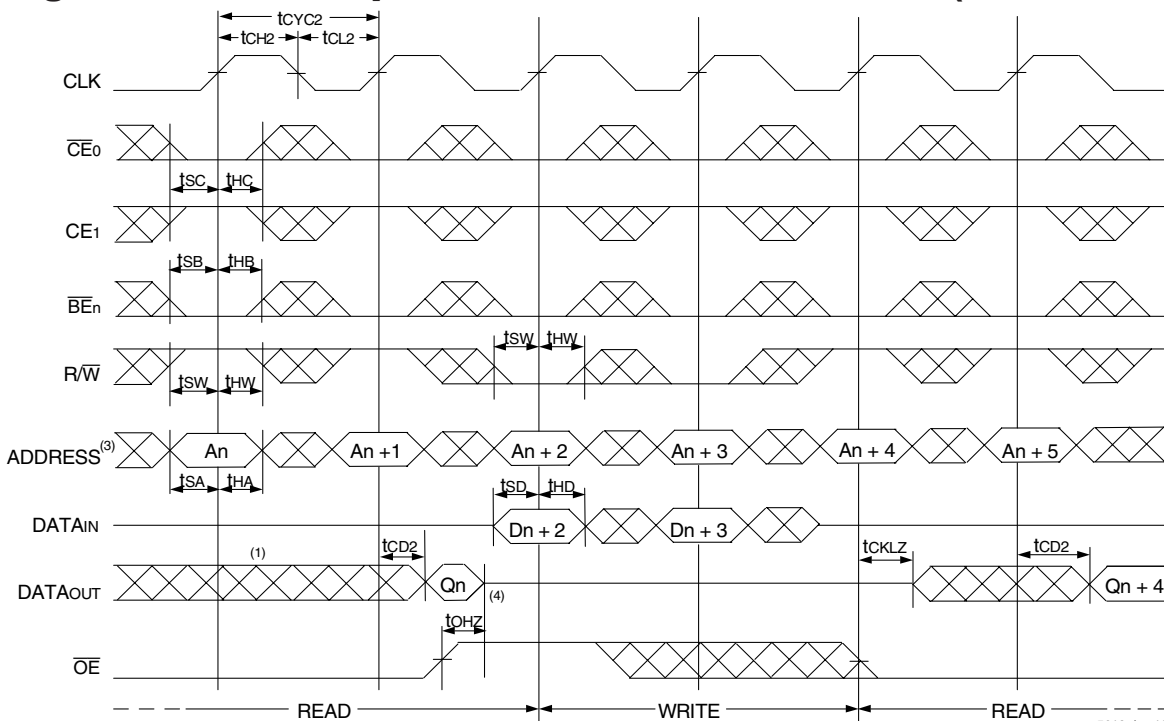 tCYC2
tCH2 tCL2
CLK
CE0
tSC tHC
CE1
tSB tHB
BEn
tSW tHW
R/W
tSW tHW
ADDRESS(3) An An +1 An + 2 An + 3 An + 4 An + 5
tSA tHA
tSD tHD
DATAIN Dn + 2 Dn + 3
tCD2 tCKLZ tCD2
(1)
DATAOUT Qn (4) Qn + 4
tOHZ
OE
READ WRITE READ